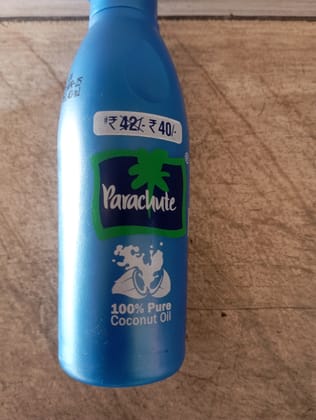 ₹ 42/- ₹ 40/-
®
Parachute
100% Pure
Coconut Oil